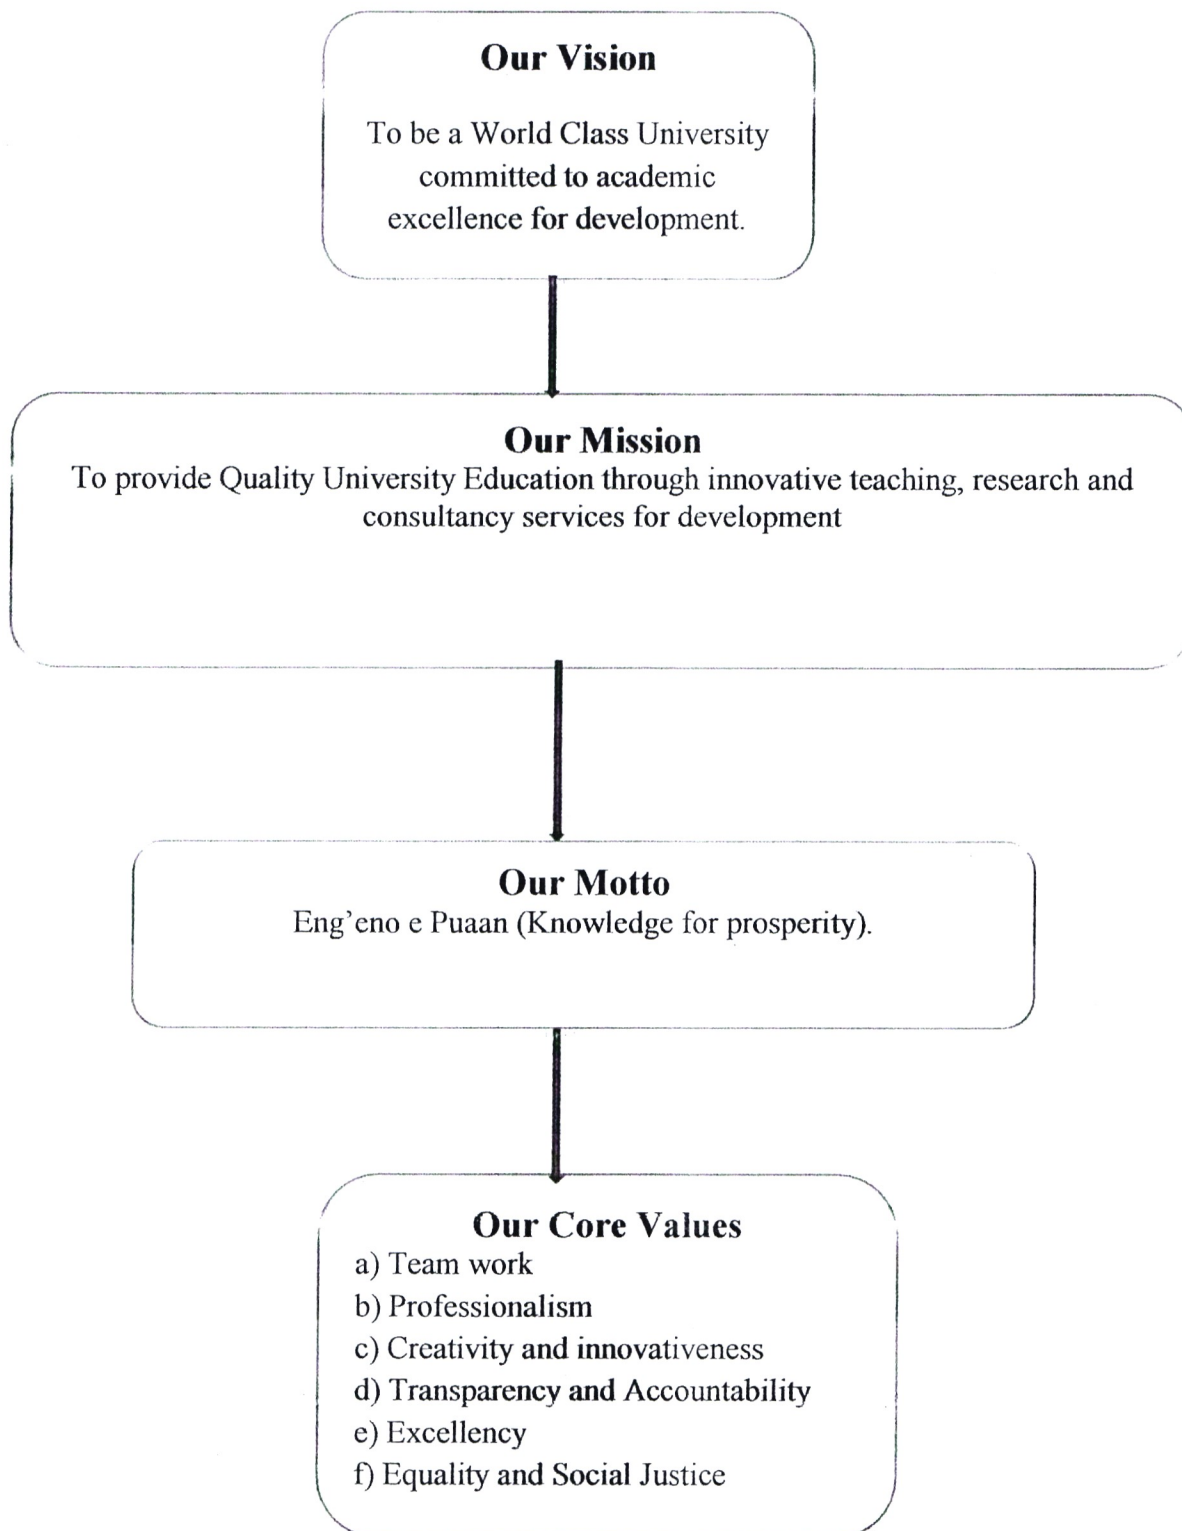 Our Vision
To be a World Class University
committed to academic
excellence for development.
Our Mission
To provide Quality University Education through innovative teaching, research and
consultancy services for development
Our Motto
Eng'eno e Puaan (Knowledge for prosperity).
Our Core Values
a) Team work
b) Professionalism
c) Creativity and innovativeness
d) Transparency and Accountability
e) Excellency
f) Equality and Social Justice